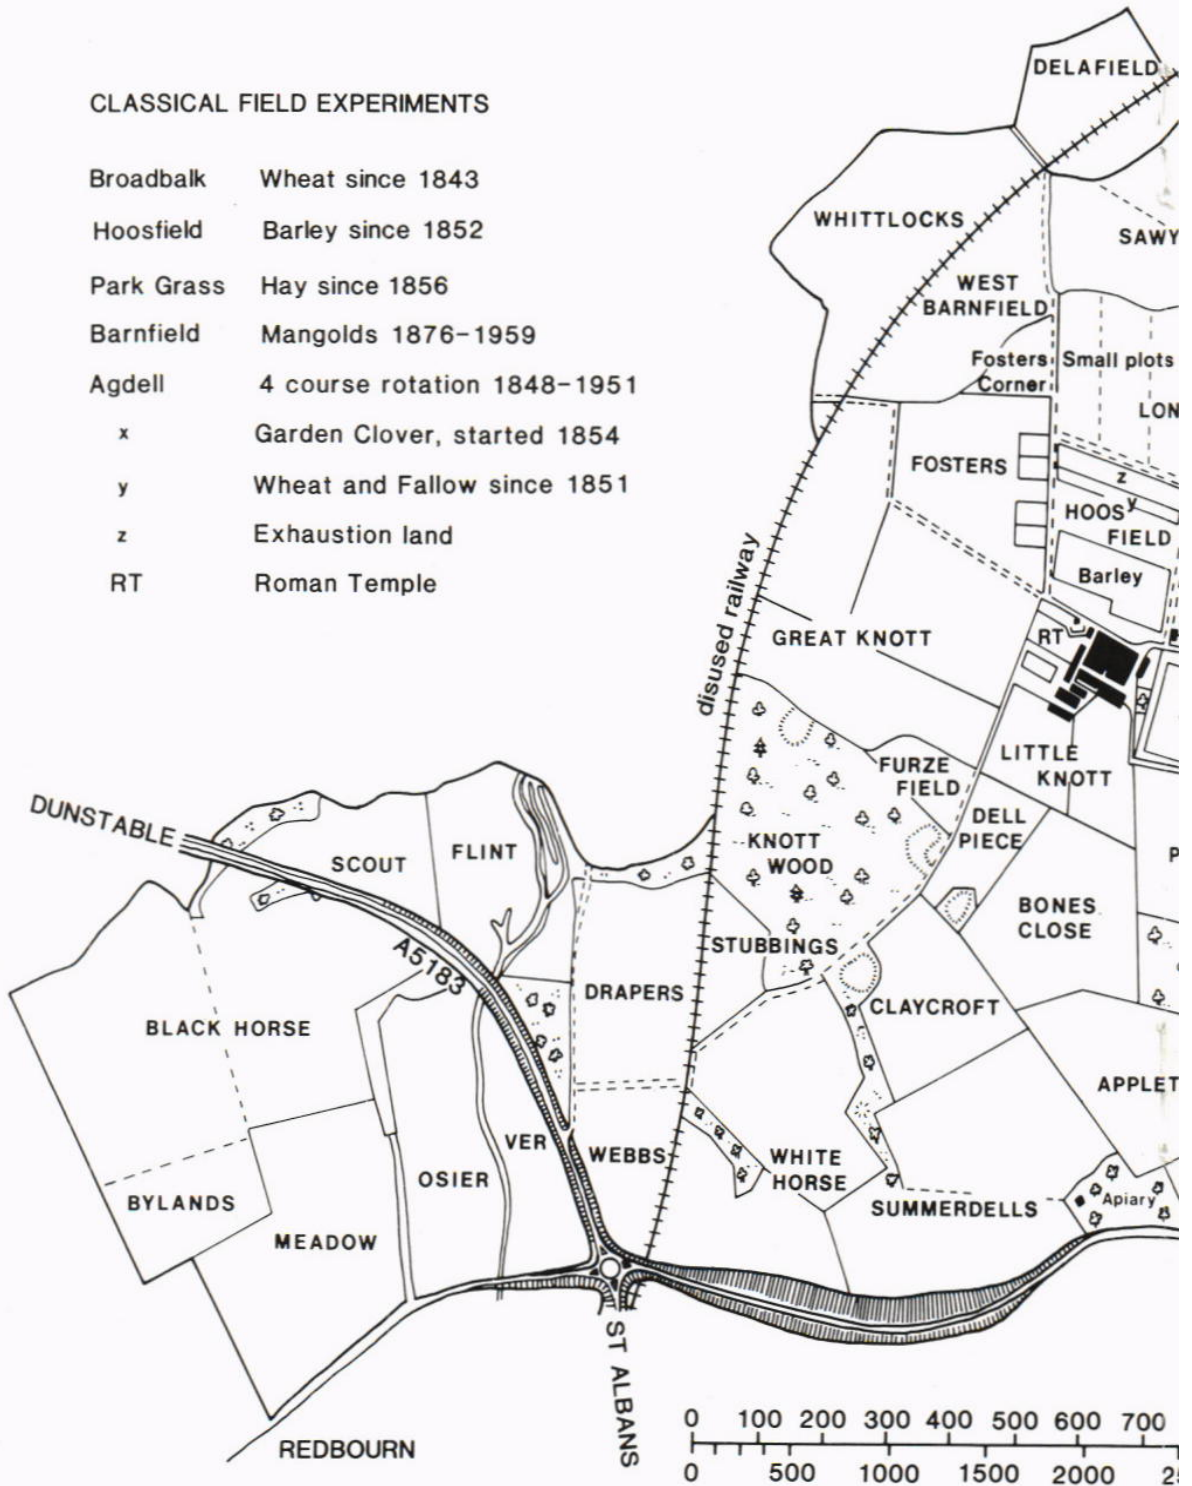 CLASSICAL FIELD EXPERIMENTS
Broadbalk Wheat since 1843
Hoosfield Barley since 1852
Park Grass Hay since 1856
Barnfield Mangolds 1876-1959
Agdell 4 course rotation 1848-1951
x Garden Clover, started 1854
y Wheat and Fallow since 1851
z Exhaustion land
RT Roman Temple
DELAFIELD
WHITTLOCKS
SAWY
WEST
BARNFIELD
Fosters
Corner
Small plots
LON
FOSTERS
z
y
HOOS
FIELD
Barley
disused railway
GREAT KNOTT
RT
LITTLE
KNOTT
FURZE
FIELD
DELL
PIECE
KNOTT
WOOD
P
DUNSTABLE
SCOUT
FLINT
BONES
CLOSE
STUBBINGS
A5183
DRAPERS
CLAYCROFT
BLACK HORSE
APPLET
VER
WEBBS
WHITE
HORSE
OSIER
BYLANDS
SUMMERDELLS
Apiary
MEADOW
ST ALBANS
REDBOURN
0 100 200 300 400 500 600 700
0 500 1000 1500 2000 25